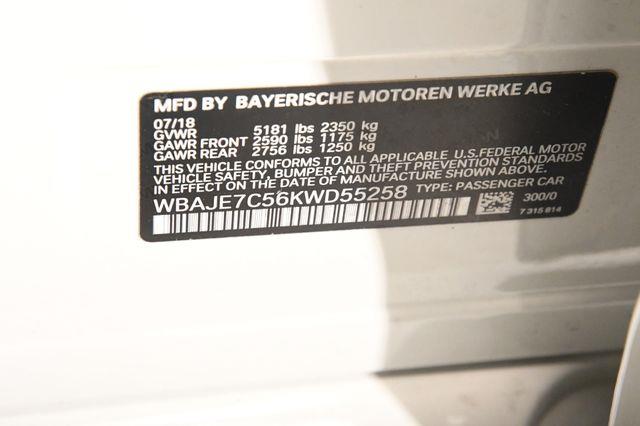 MFD BY BAYERISCHE MOTOREN WERKE AG
07/18
GVWR 5181 lbs 2350 kg
GAWR FRONT 2590 lbs 1175 kg
GAWR REAR 2756 lbs 1250 kg
THIS VEHICLE CONFORMS TO ALL APPLICABLE U.S.FEDERAL MOTOR
VEHICLE SAFETY, BUMPER AND THEFT PREVENTION STANDARDS
IN EFFECT ON THE DATE OF MANUFACTURE SHOWN ABOVE.
WBAJE7C56KWD55258 TYPE: PASSENGER CAR
300/0
7 315 814